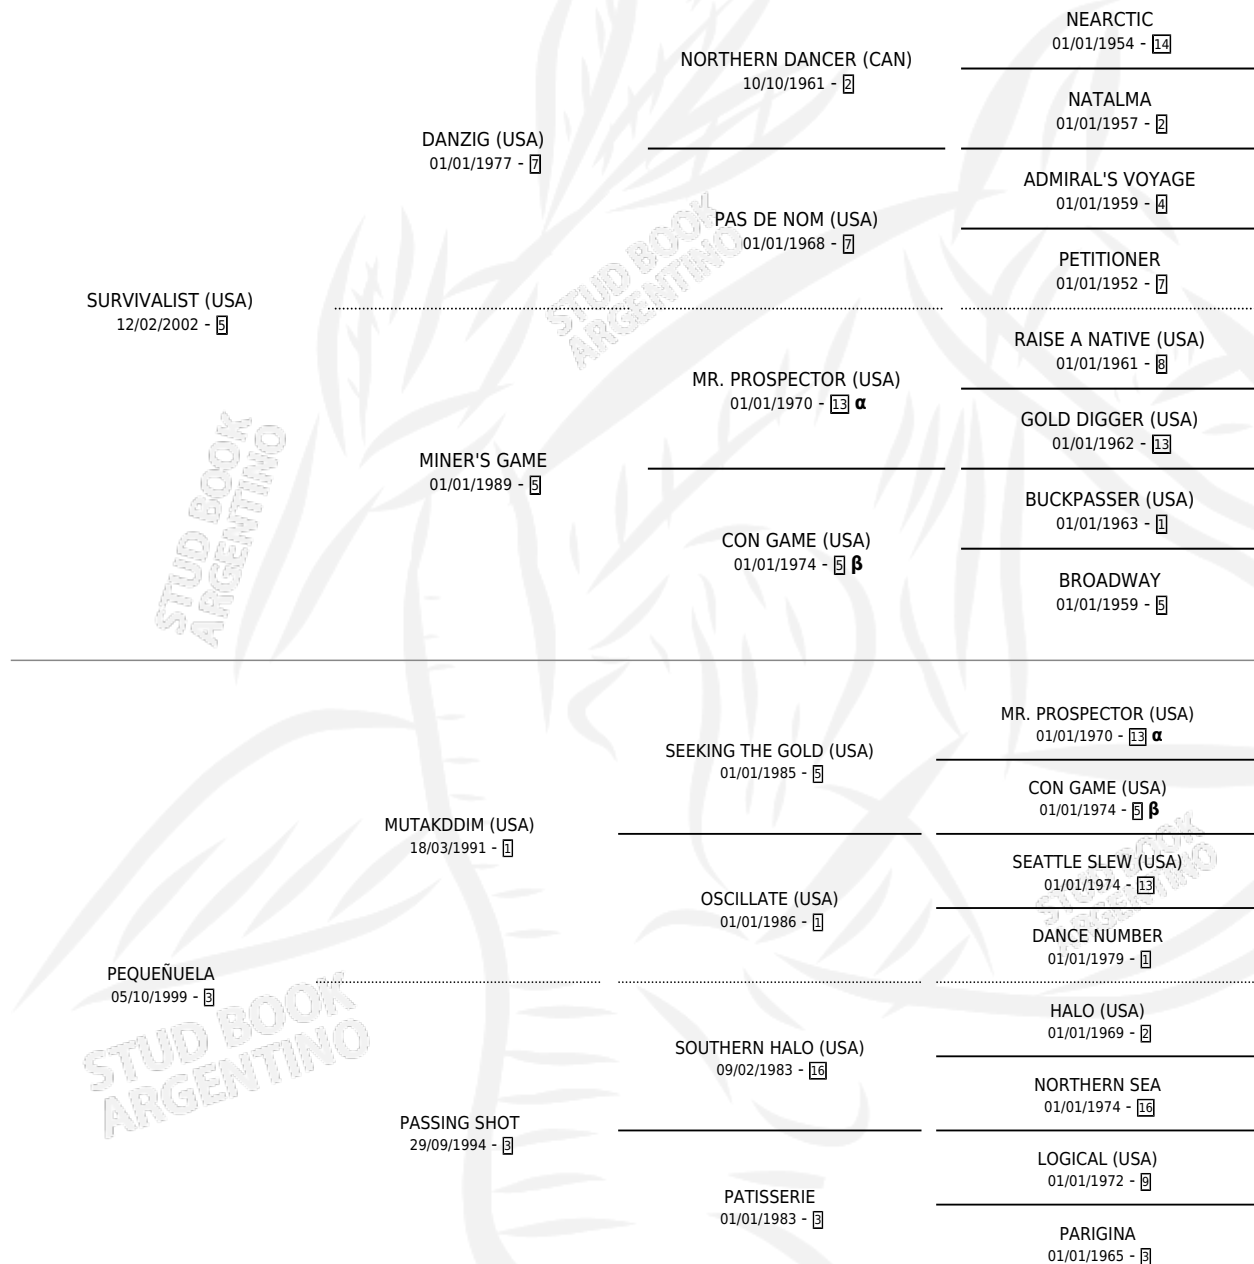 NEARCTIC
01/01/1954 - 14
NORTHERN DANCER (CAN)
10/10/1961 - 2
NATALMA
01/01/1957 - 2
DANZIG (USA)
01/01/1977 - 7
ADMIRAL'S VOYAGE
01/01/1959 - 4
PAS DE NOM (USA)
01/01/1968 - 7
PETITIONER
01/01/1952 - 7
SURVIVALIST (USA)
12/02/2002 - 5
RAISE A NATIVE (USA)
01/01/1961 - 8
MR. PROSPECTOR (USA)
01/01/1970 - 13 α
GOLD DIGGER (USA)
01/01/1962 - 13
MINER'S GAME
01/01/1989 - 5
BUCKPASSER (USA)
01/01/1963 - 1
CON GAME (USA)
01/01/1974 - 5 β
BROADWAY
01/01/1959 - 5
MR. PROSPECTOR (USA)
01/01/1970 - 13 α
SEEKING THE GOLD (USA)
01/01/1985 - 5
CON GAME (USA)
01/01/1974 - 5 β
MUTAKDDIM (USA)
18/03/1991 - 1
SEATTLE SLEW (USA)
01/01/1974 - 13
OSCILLATE (USA)
01/01/1986 - 1
DANCE NUMBER
01/01/1979 - 1
PEQUEÑUELA
05/10/1999 - 3
HALO (USA)
01/01/1969 - 2
SOUTHERN HALO (USA)
09/02/1983 - 16
NORTHERN SEA
01/01/1974 - 16
PASSING SHOT
29/09/1994 - 3
LOGICAL (USA)
01/01/1972 - 9
PATISSERIE
01/01/1983 - 3
PARIGINA
01/01/1965 - 3
STUD BOOK
ARGENTINO
STUD BOOK
ARGENTINO
STUD BOOK
ARGENTINO
STUD BOOK
ARGENTINO